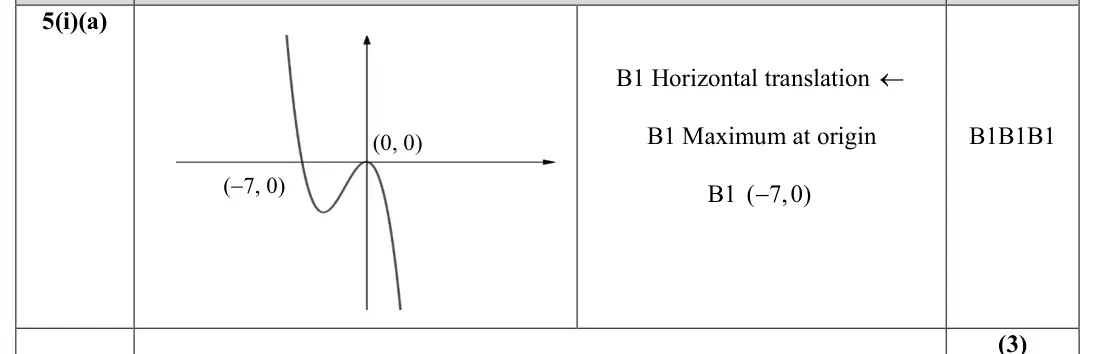 5(i)(a)
(0, 0)
(−7, 0)
B1 Horizontal translation ←
B1 Maximum at origin
B1 (−7, 0)
B1B1B1
(3)